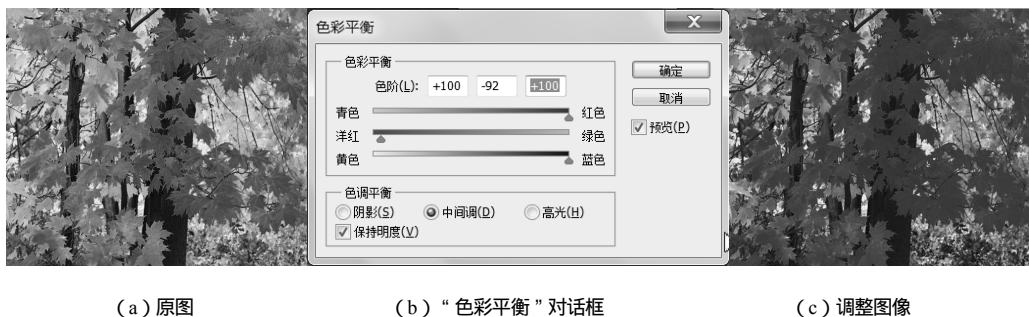 色彩平衡
色彩平衡
色阶(L): +100 -92 +100
青色 红色
洋红 绿色
黄色 蓝色
色调平衡
阴影(S) 中间调(D) 高光(H)
保持明度(V)
确定
取消
预览(P)
(a)原图
(b)“色彩平衡”对话框
(c)调整图像